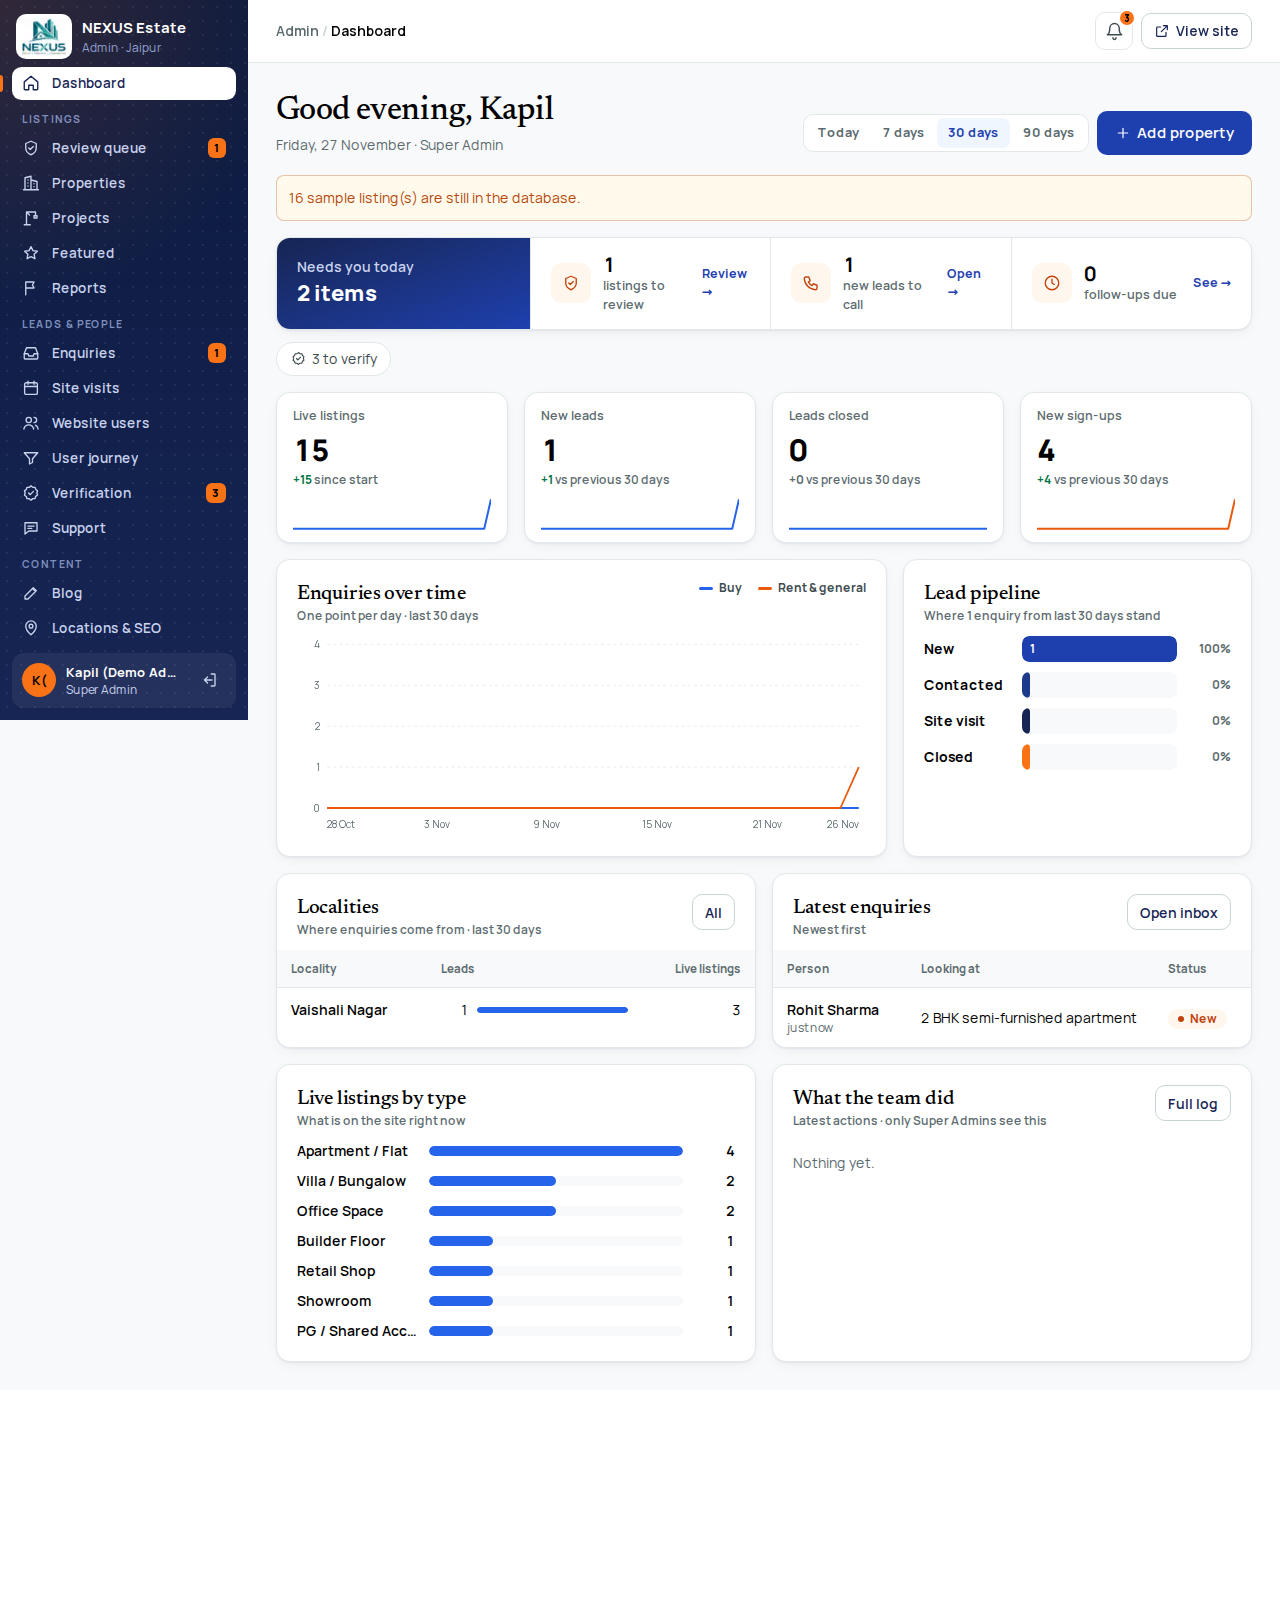 NEXUS
NEXUS Estate
Admin · Jaipur
Dashboard
LISTINGS
Review queue 1
Properties
Projects
Featured
Reports
LEADS & PEOPLE
Enquiries 1
Site visits
Website users
User journey
Verification 3
Support
CONTENT
Blog
Locations & SEO
K( Kapil (Demo Ad...
Super Admin
Admin / Dashboard
3
View site
Good evening, Kapil
Friday, 27 November · Super Admin
Today 7 days 30 days 90 days
+ Add property
16 sample listing(s) are still in the database.
Needs you today
2 items
1
listings to
review
Review
→
1
new leads to
call
Open
→
0
follow-ups due
See →
3 to verify
Live listings
15
+15 since start
New leads
1
+1 vs previous 30 days
Leads closed
0
+0 vs previous 30 days
New sign-ups
4
+4 vs previous 30 days
Enquiries over time
One point per day · last 30 days
Buy Rent & general
4
3
2
1
0
28 Oct 3 Nov 9 Nov 15 Nov 21 Nov 26 Nov
Lead pipeline
Where 1 enquiry from last 30 days stand
New 1 100%
Contacted 0%
Site visit 0%
Closed 0%
Localities
Where enquiries come from · last 30 days
All
Locality Leads Live listings
Vaishali Nagar 1 3
Latest enquiries
Newest first
Open inbox
Person Looking at Status
Rohit Sharma
just now
2 BHK semi-furnished apartment
New
Live listings by type
What is on the site right now
Apartment / Flat 4
Villa / Bungalow 2
Office Space 2
Builder Floor 1
Retail Shop 1
Showroom 1
PG / Shared Acc... 1
What the team did
Latest actions · only Super Admins see this
Full log
Nothing yet.